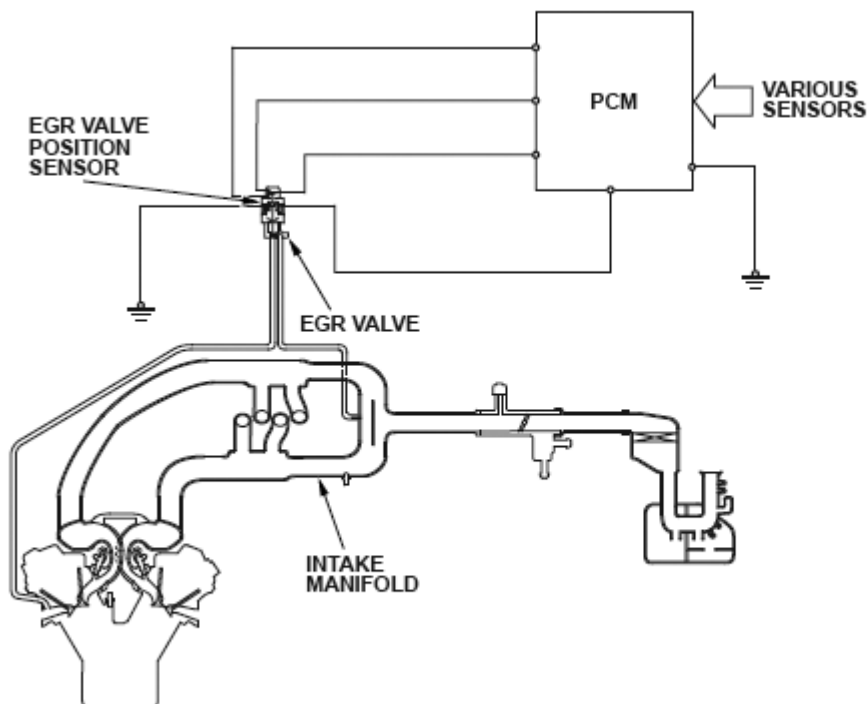 PCM
VARIOUS
SENSORS
EGR VALVE
POSITION
SENSOR
EGR VALVE
INTAKE
MANIFOLD